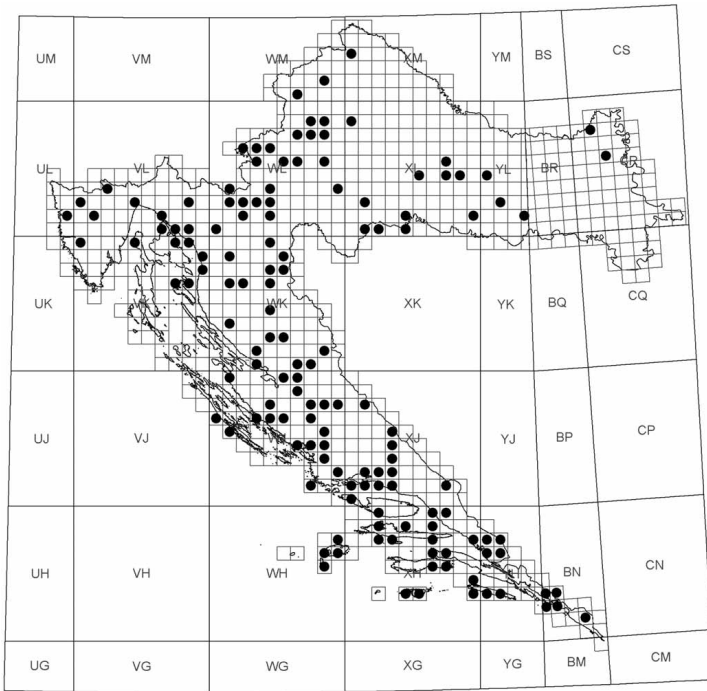 UM VM WM XM YM BS CS
UL VL WL XL YL BR
UK VK WK XK YK BQ CQ
UJ VJ XJ YJ BP CP
UH VH WH XH YH BN CN
UG VG WG XG YG BM CM